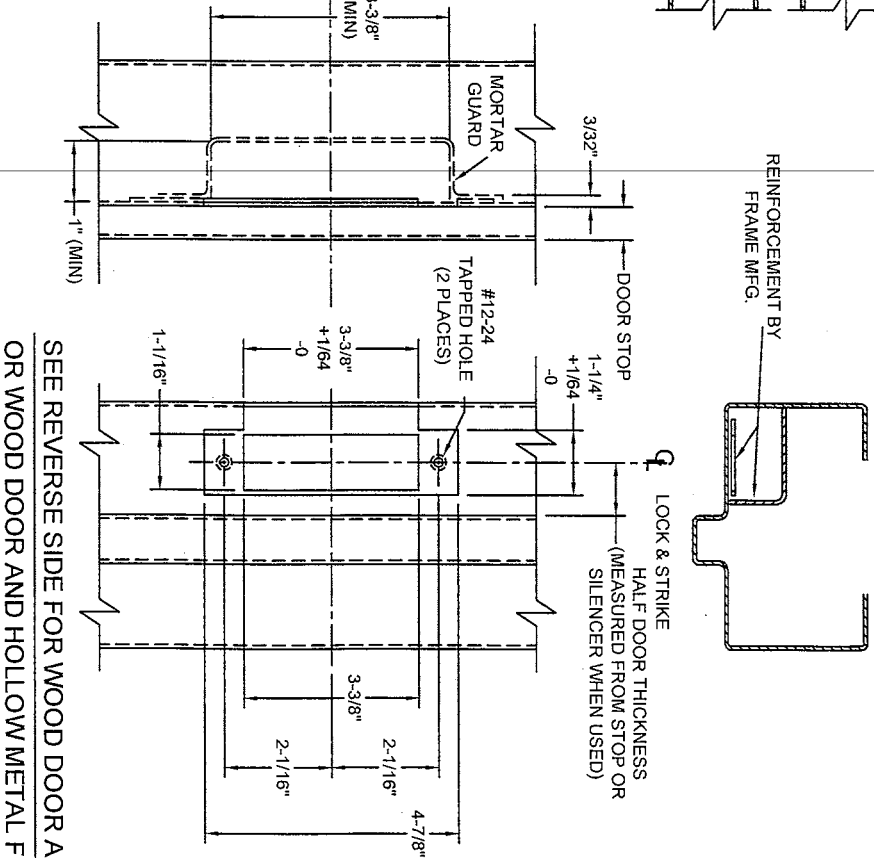 REINFORCEMENT BY
FRAME MFG.
℄ LOCK & STRIKE
HALF DOOR THICKNESS
(MEASURED FROM STOP OR
SILENCER WHEN USED)
DOOR STOP
3/32"
MORTAR
GUARD
-3/8"
MIN)
1" (MIN)
1-1/4"
+1/64
-0
#12-24
TAPPED HOLE
(2 PLACES)
3-3/8"
+1/64
-0
1-1/16"
3-3/8"
2-1/16"
2-1/16"
4-7/8"
SEE REVERSE SIDE FOR WOOD DOOR A
OR WOOD DOOR AND HOLLOW METAL F